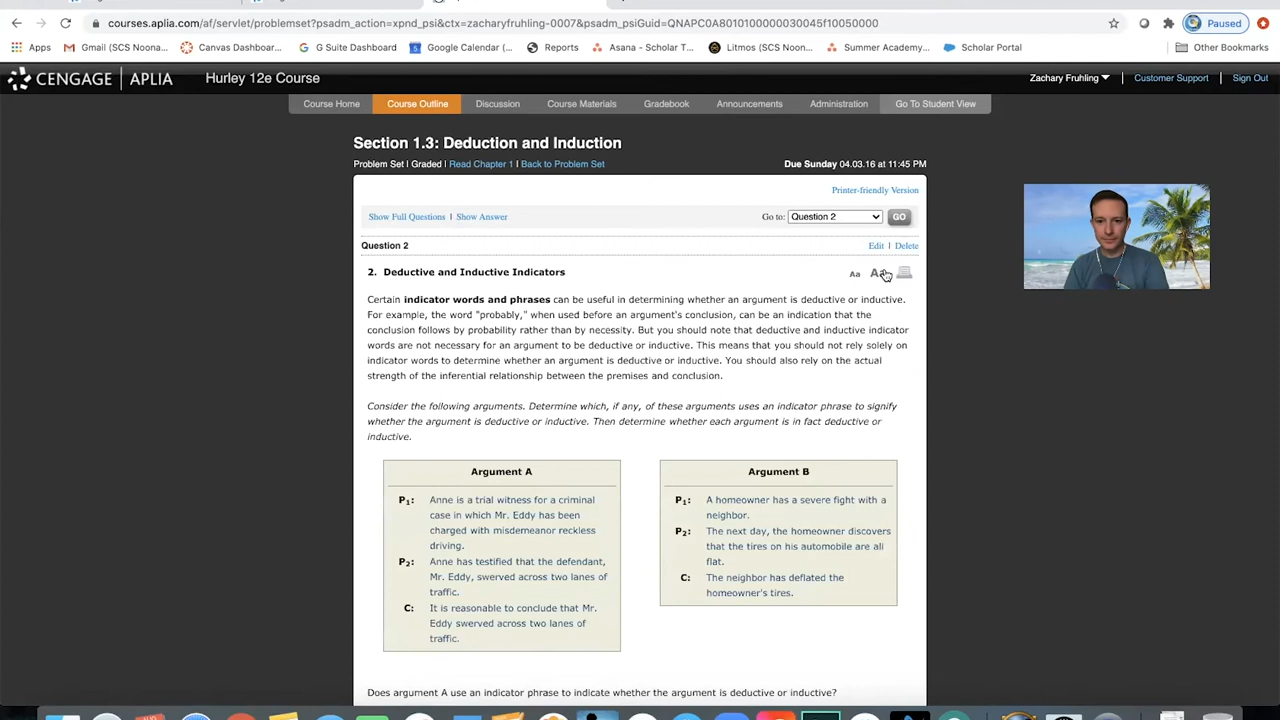 courses.aplia.com/af/servlet/problemset?psadm_action=xpnd_psi&ctx=zacharyfruhling-0007&psadm_psiGuid=QNAPC0A8010100000030045f10050000
Paused
Apps
Gmail (SCS Noona...
Canvas Dashboar...
G Suite Dashboard
Google Calendar (...
Reports
Asana - Scholar T...
Litmos (SCS Noon...
Summer Academy...
Scholar Portal
Other Bookmarks
CENGAGE | APLIA
Hurley 12e Course
Zachary Fruhling
Customer Support
Sign Out
Course Home
Course Outline
Discussion
Course Materials
Gradebook
Announcements
Administration
Go To Student View
Section 1.3: Deduction and Induction
Problem Set | Graded | Read Chapter 1 | Back to Problem Set
Due Sunday 04.03.16 at 11:45 PM
Printer-friendly Version
Show Full Questions | Show Answer
Go to: Question 2 GO
Question 2
Edit | Delete
2. Deductive and Inductive Indicators
Aa Aa
Certain indicator words and phrases can be useful in determining whether an argument is deductive or inductive.
For example, the word "probably," when used before an argument's conclusion, can be an indication that the
conclusion follows by probability rather than by necessity. But you should note that deductive and inductive indicator
words are not necessary for an argument to be deductive or inductive. This means that you should not rely solely on
indicator words to determine whether an argument is deductive or inductive. You should also rely on the actual
strength of the inferential relationship between the premises and conclusion.
Consider the following arguments. Determine which, if any, of these arguments uses an indicator phrase to signify
whether the argument is deductive or inductive. Then determine whether each argument is in fact deductive or
inductive.
Argument A
P1: Anne is a trial witness for a criminal
case in which Mr. Eddy has been
charged with misdemeanor reckless
driving.
P2: Anne has testified that the defendant,
Mr. Eddy, swerved across two lanes of
traffic.
C: It is reasonable to conclude that Mr.
Eddy swerved across two lanes of
traffic.
Argument B
P1: A homeowner has a severe fight with a
neighbor.
P2: The next day, the homeowner discovers
that the tires on his automobile are all
flat.
C: The neighbor has deflated the
homeowner's tires.
Does argument A use an indicator phrase to indicate whether the argument is deductive or inductive?